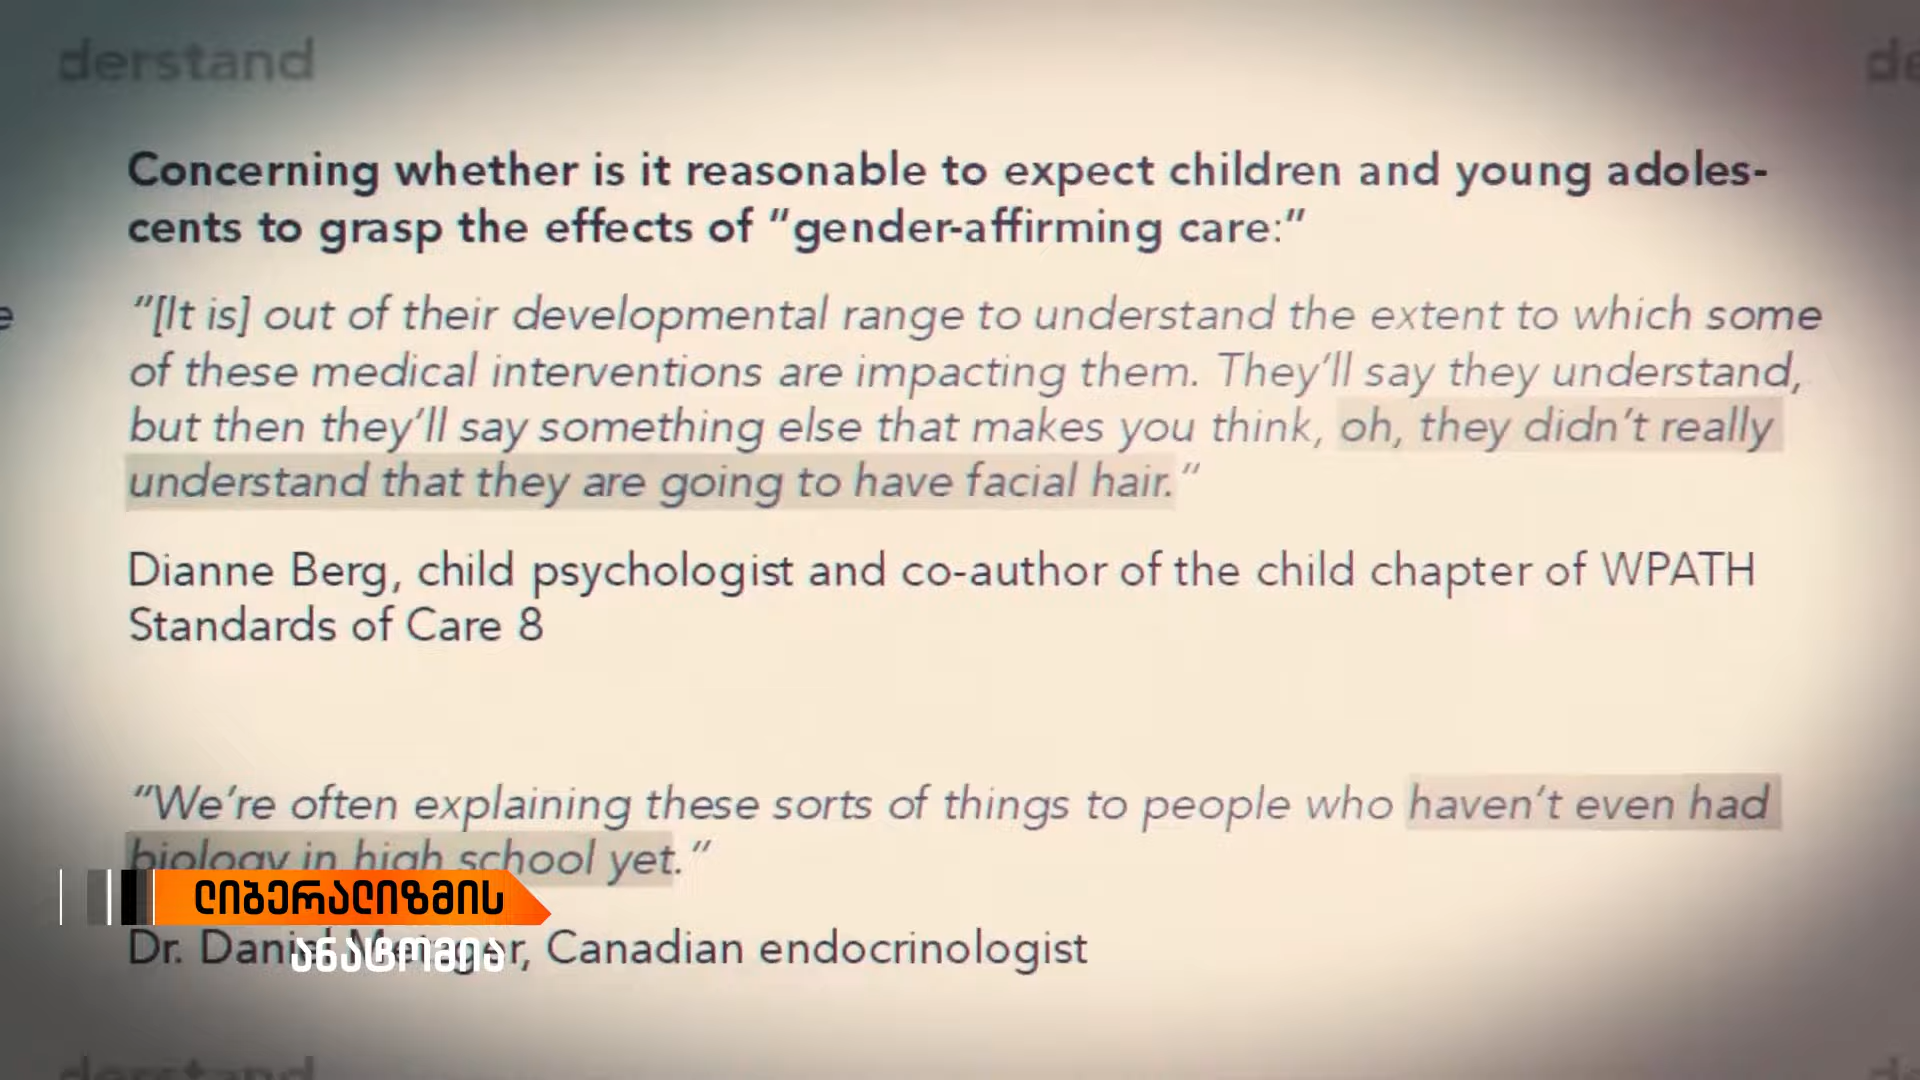 derstand
Concerning whether is it reasonable to expect children and young adoles-
cents to grasp the effects of “gender-affirming care:”
“[It is] out of their developmental range to understand the extent to which some
of these medical interventions are impacting them. They’ll say they understand,
but then they’ll say something else that makes you think, oh, they didn’t really
understand that they are going to have facial hair.”
Dianne Berg, child psychologist and co-author of the child chapter of WPATH
Standards of Care 8
“We’re often explaining these sorts of things to people who haven’t even had
biology in high school yet.”
ლიბერალიზმის
ანატომია
Dr. , Canadian endocrinologist
derstand